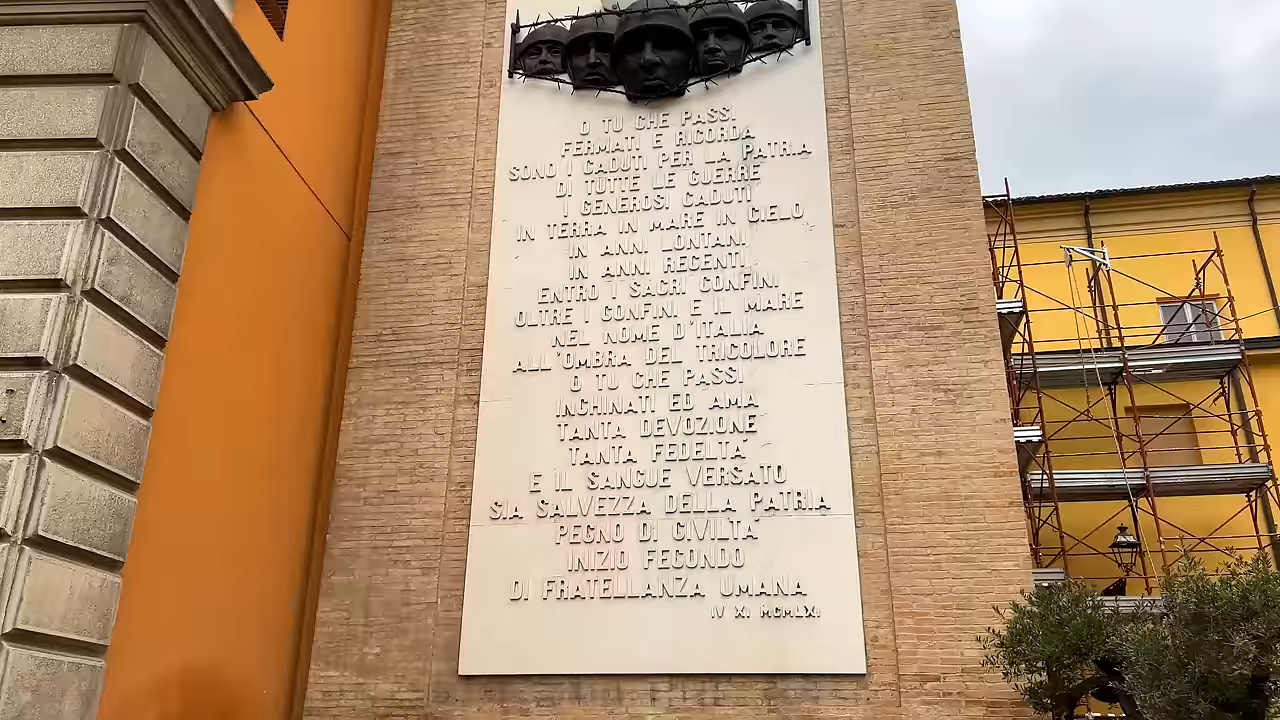 O TU CHE PASSI
FERMATI E RICORDA
SONO I CADUTI PER LA PATRIA
DI TUTTE LE GUERRE
I GENEROSI CADUTI
IN TERRA IN MARE IN CIELO
IN ANNI LONTANI
IN ANNI RECENTI
ENTRO I SACRI CONFINI
OLTRE I CONFINI E IL MARE
NEL NOME D'ITALIA
ALL'OMBRA DEL TRICOLORE
O TU CHE PASSI
INCHINATI ED AMA
TANTA DEVOZIONE
TANTA FEDELTA'
E IL SANGUE VERSATO
SIA SALVEZZA DELLA PATRIA
PEGNO DI CIVILTA'
INIZIO FECONDO
DI FRATELLANZA UMANA
IV XI MCMLXI